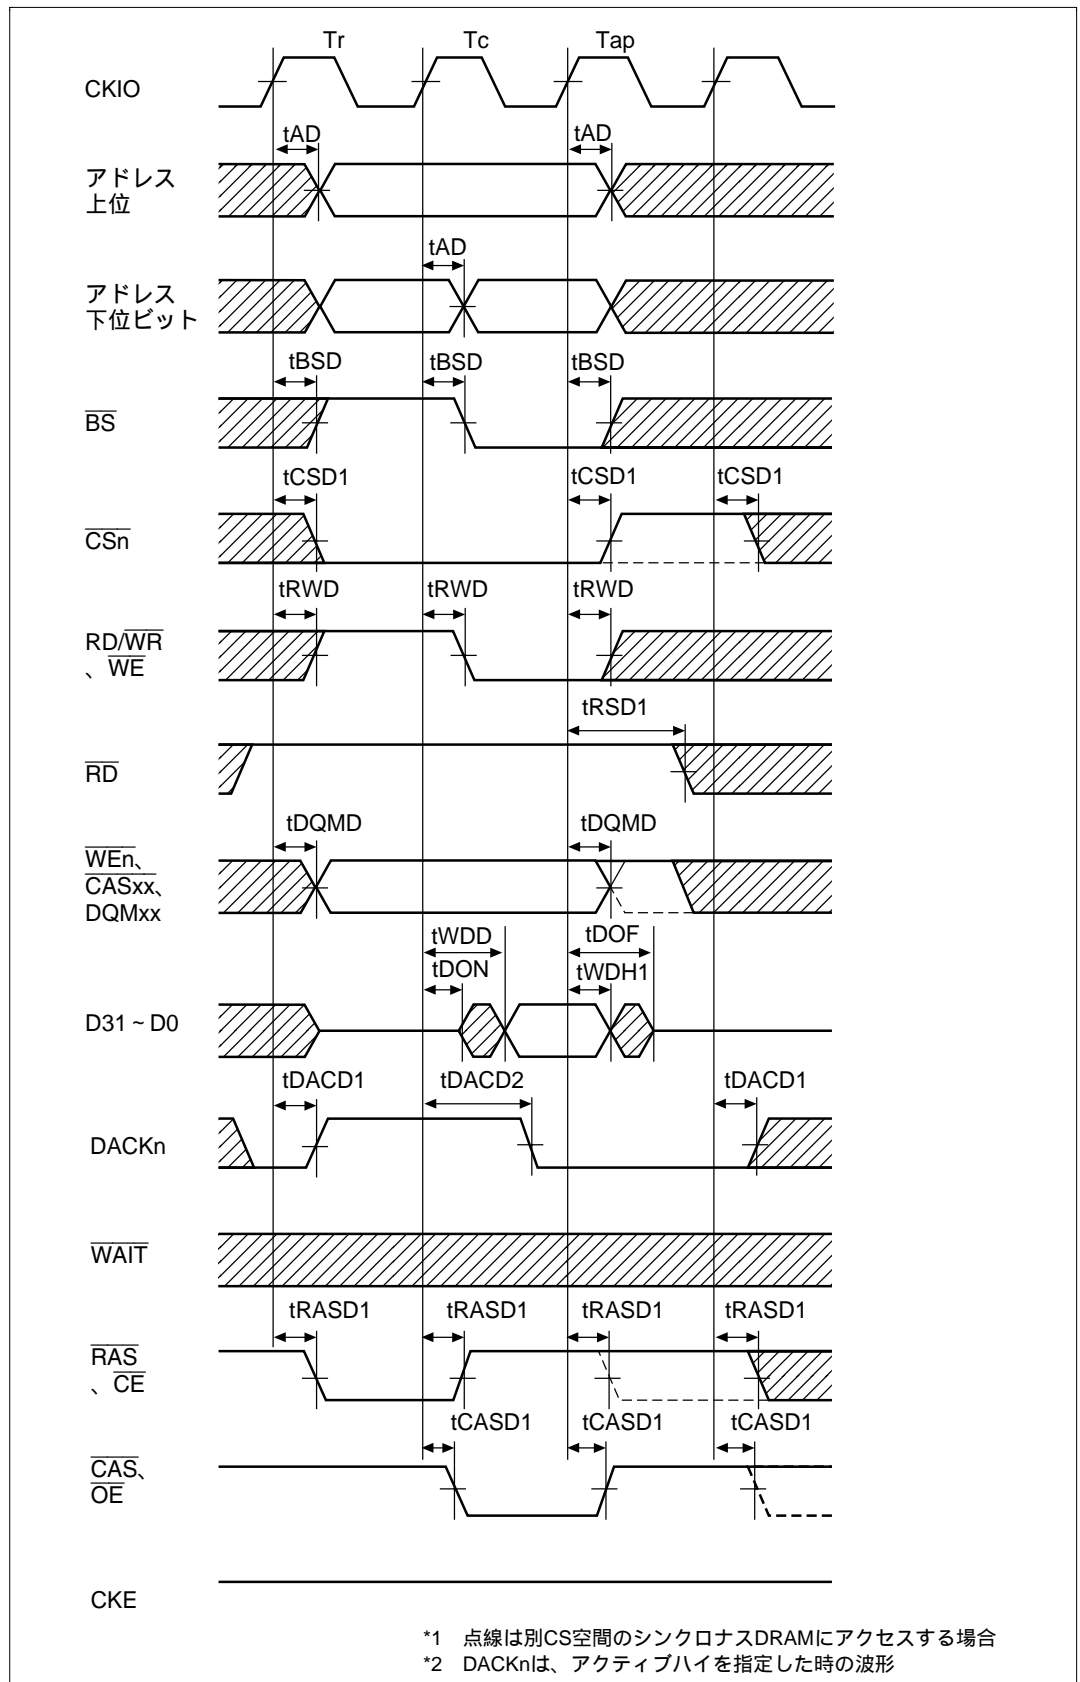 Tr Tc Tap
CKIO
tAD tAD
アドレス
上位
tAD
アドレス
下位ビット
tBSD tBSD tBSD
BS
tCSD1 tCSD1 tCSD1
CSn
tRWD tRWD tRWD
RD/WR
、WE
tRSD1
RD
tDQMD tDQMD
WEn、
CASxx、
DQMxx
tWDD tDOF
tDON tWDH1
D31 ~ D0
tDACD1 tDACD2 tDACD1
DACKn
WAIT
tRASD1 tRASD1 tRASD1 tRASD1
RAS
、CE
tCASD1 tCASD1 tCASD1
CAS、
OE
CKE
*1 点線は別CS空間のシンクロナスDRAMにアクセスする場合
*2 DACKnは、アクティブハイを指定した時の波形